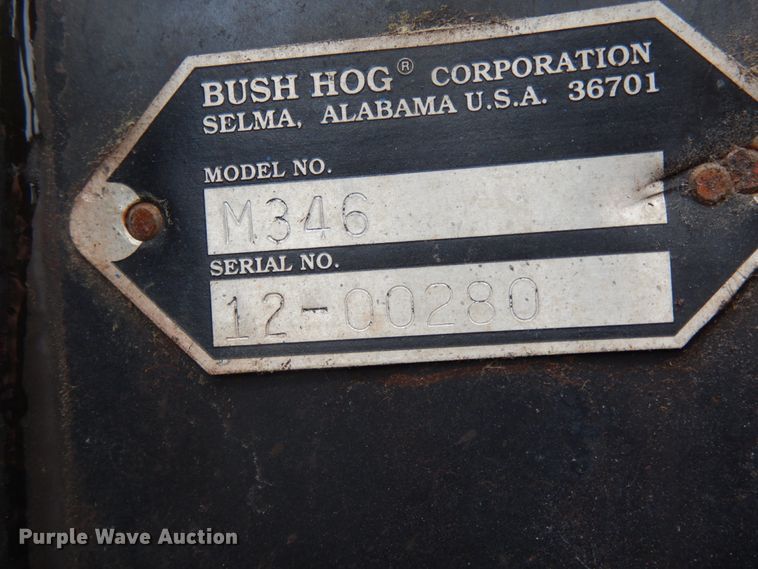 BUSH HOG® CORPORATION
SELMA, ALABAMA U.S.A. 36701
MODEL NO.
M346
SERIAL NO.
12-00280
Purple Wave Auction